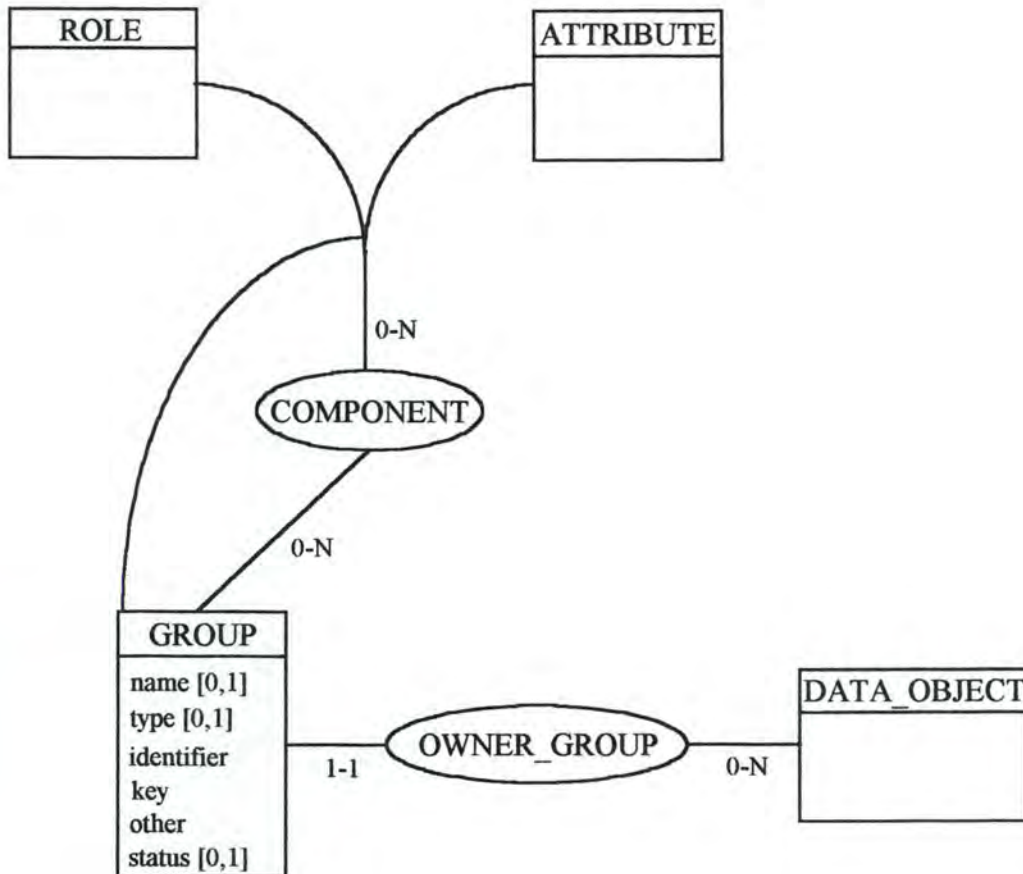 ROLE
ATTRIBUTE
0-N
COMPONENT
0-N
GROUP
name [0,1]
type [0,1]
identifier
key
other
status [0,1]
1-1
OWNER_GROUP
0-N
DATA_OBJECT